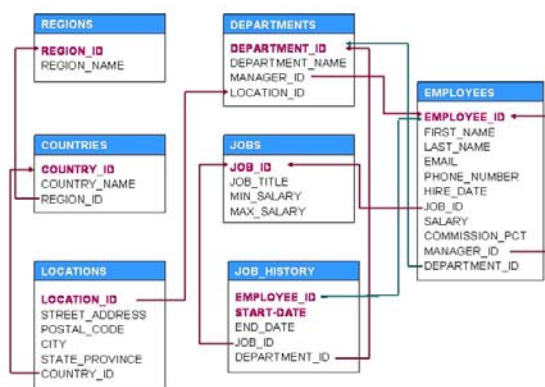 REGIONS
REGION_ID
REGION_NAME
COUNTRIES
COUNTRY_ID
COUNTRY_NAME
REGION_ID
LOCATIONS
LOCATION_ID
STREET_ADDRESS
POSTAL_CODE
CITY
STATE_PROVINCE
COUNTRY_ID
DEPARTMENTS
DEPARTMENT_ID
DEPARTMENT_NAME
MANAGER_ID
LOCATION_ID
JOBS
JOB_ID
JOB_TITLE
MIN_SALARY
MAX_SALARY
JOB_HISTORY
EMPLOYEE_ID
START-DATE
END_DATE
JOB_ID
DEPARTMENT_ID
EMPLOYEES
EMPLOYEE_ID
FIRST_NAME
LAST_NAME
EMAIL
PHONE_NUMBER
HIRE_DATE
JOB_ID
SALARY
COMMISSION_PCT
MANAGER_ID
DEPARTMENT_ID